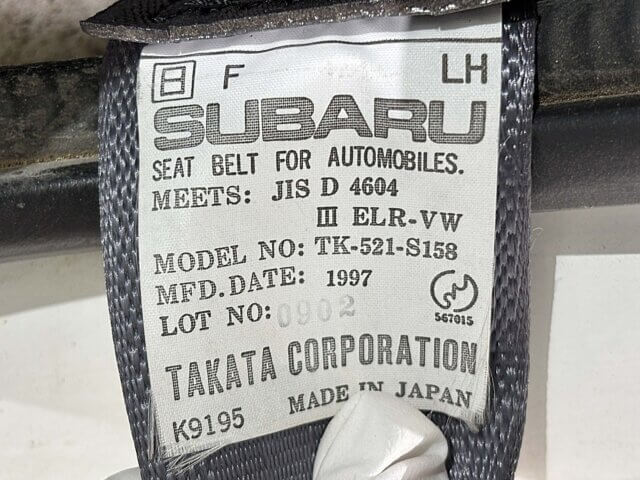 日 F LH
SUBARU
SEAT BELT FOR AUTOMOBILES.
MEETS: JIS D 4604
III ELR-VW
MODEL NO: TK-521-S158
MFD. DATE: 1997
LOT NO: 0902
567015
TAKATA CORPORATION
K9195 MADE IN JAPAN